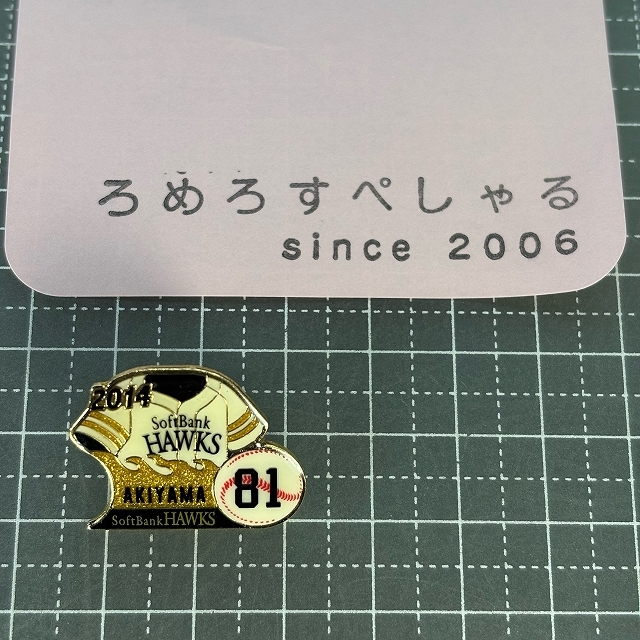 ろめろすぺしゃる
since 2006
2014
SoftBank
HAWKS
AKIYAMA
81
SoftBank HAWKS